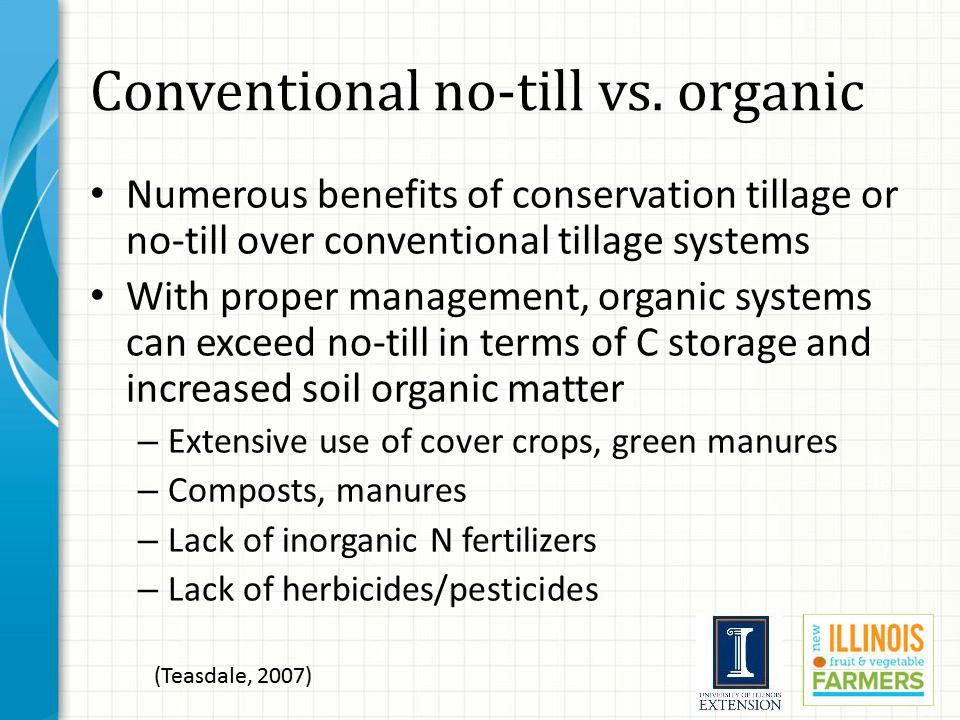 Conventional no-till vs. organic
• Numerous benefits of conservation tillage or
no-till over conventional tillage systems
• With proper management, organic systems
can exceed no-till in terms of C storage and
increased soil organic matter
– Extensive use of cover crops, green manures
– Composts, manures
– Lack of inorganic N fertilizers
– Lack of herbicides/pesticides
(Teasdale, 2007)
I
UNIVERSITY OF ILLINOIS
EXTENSION
new
ILLINOIS
fruit & vegetable
FARMERS